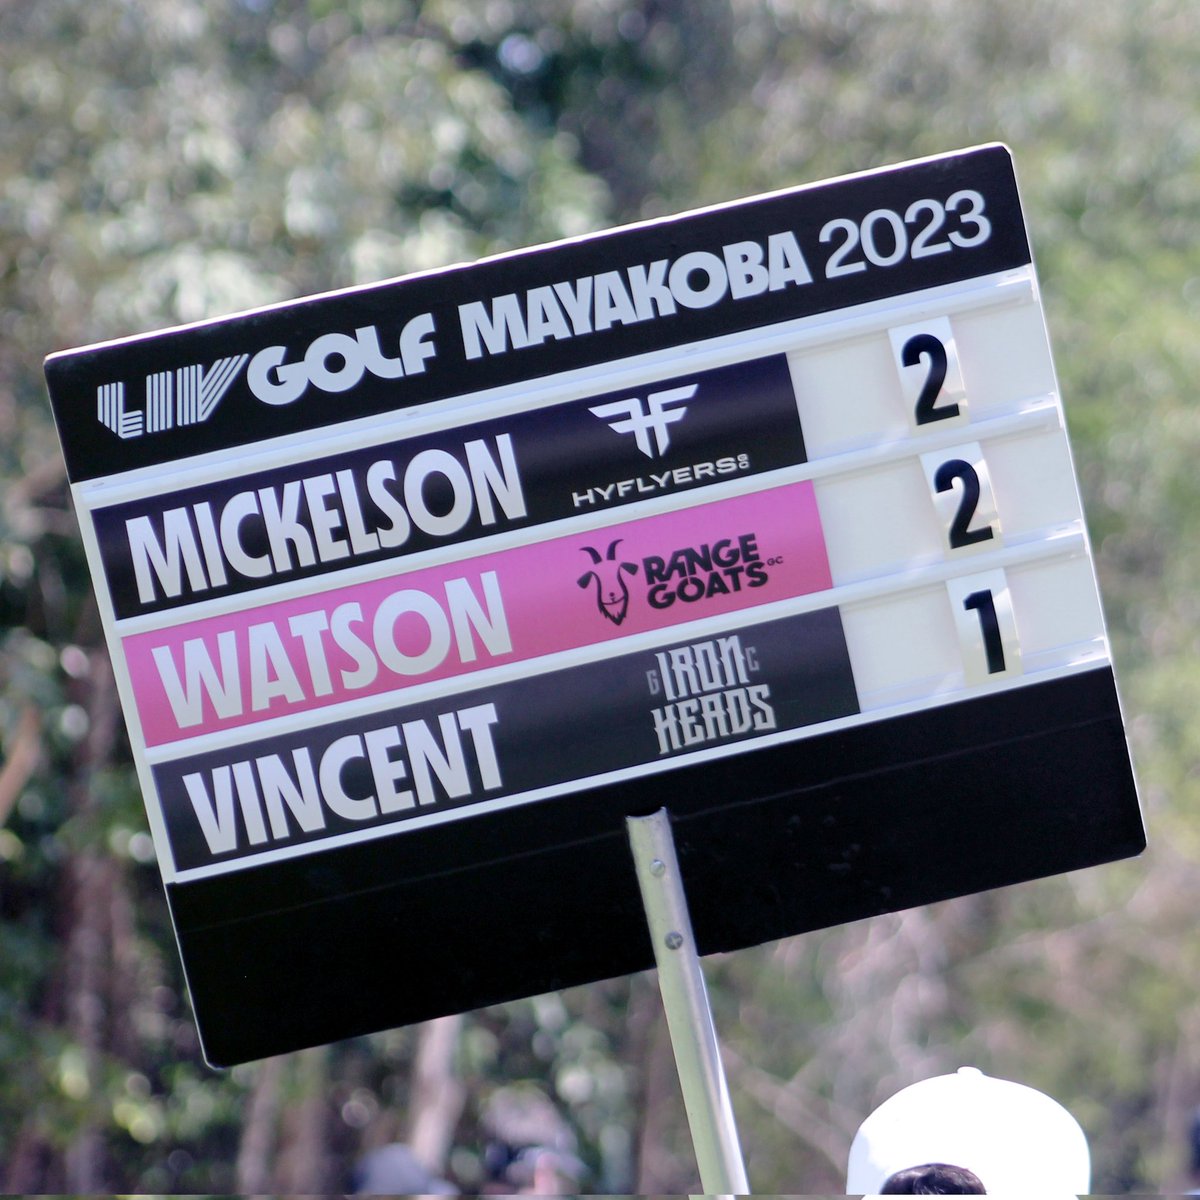 LIV GOLF MAYAKOBA 2023
MICKELSON HYFLYERS GC 2
WATSON RANGE GOATS GC 2
VINCENT IRON HEADS GC 1